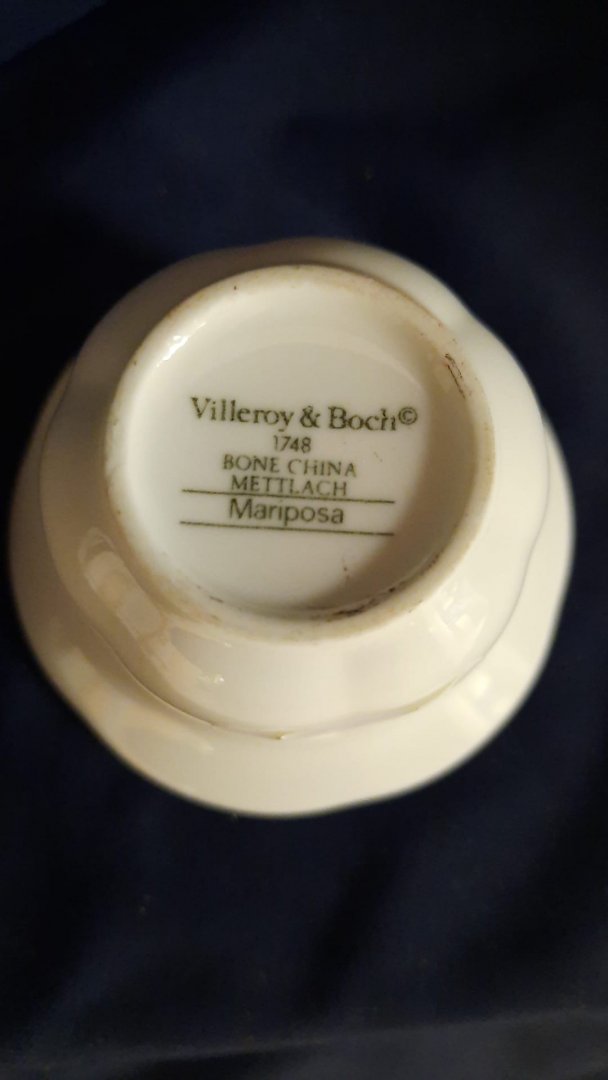 Villeroy & Boch©
1748
BONE CHINA
METTLACH
Mariposa